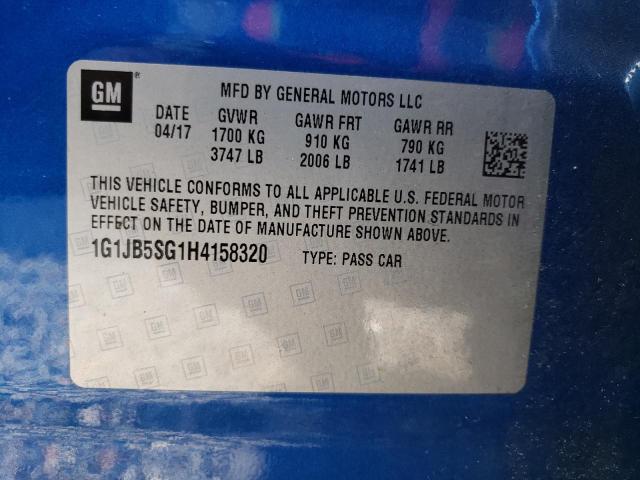 GM ® MFD BY GENERAL MOTORS LLC
DATE GVWR GAWR FRT GAWR RR
04/17 1700 KG 910 KG 790 KG
3747 LB 2006 LB 1741 LB
THIS VEHICLE CONFORMS TO ALL APPLICABLE U.S. FEDERAL MOTOR
VEHICLE SAFETY, BUMPER, AND THEFT PREVENTION STANDARDS IN
EFFECT ON THE DATE OF MANUFACTURE SHOWN ABOVE.
1G1JB5SG1H4158320 TYPE: PASS CAR